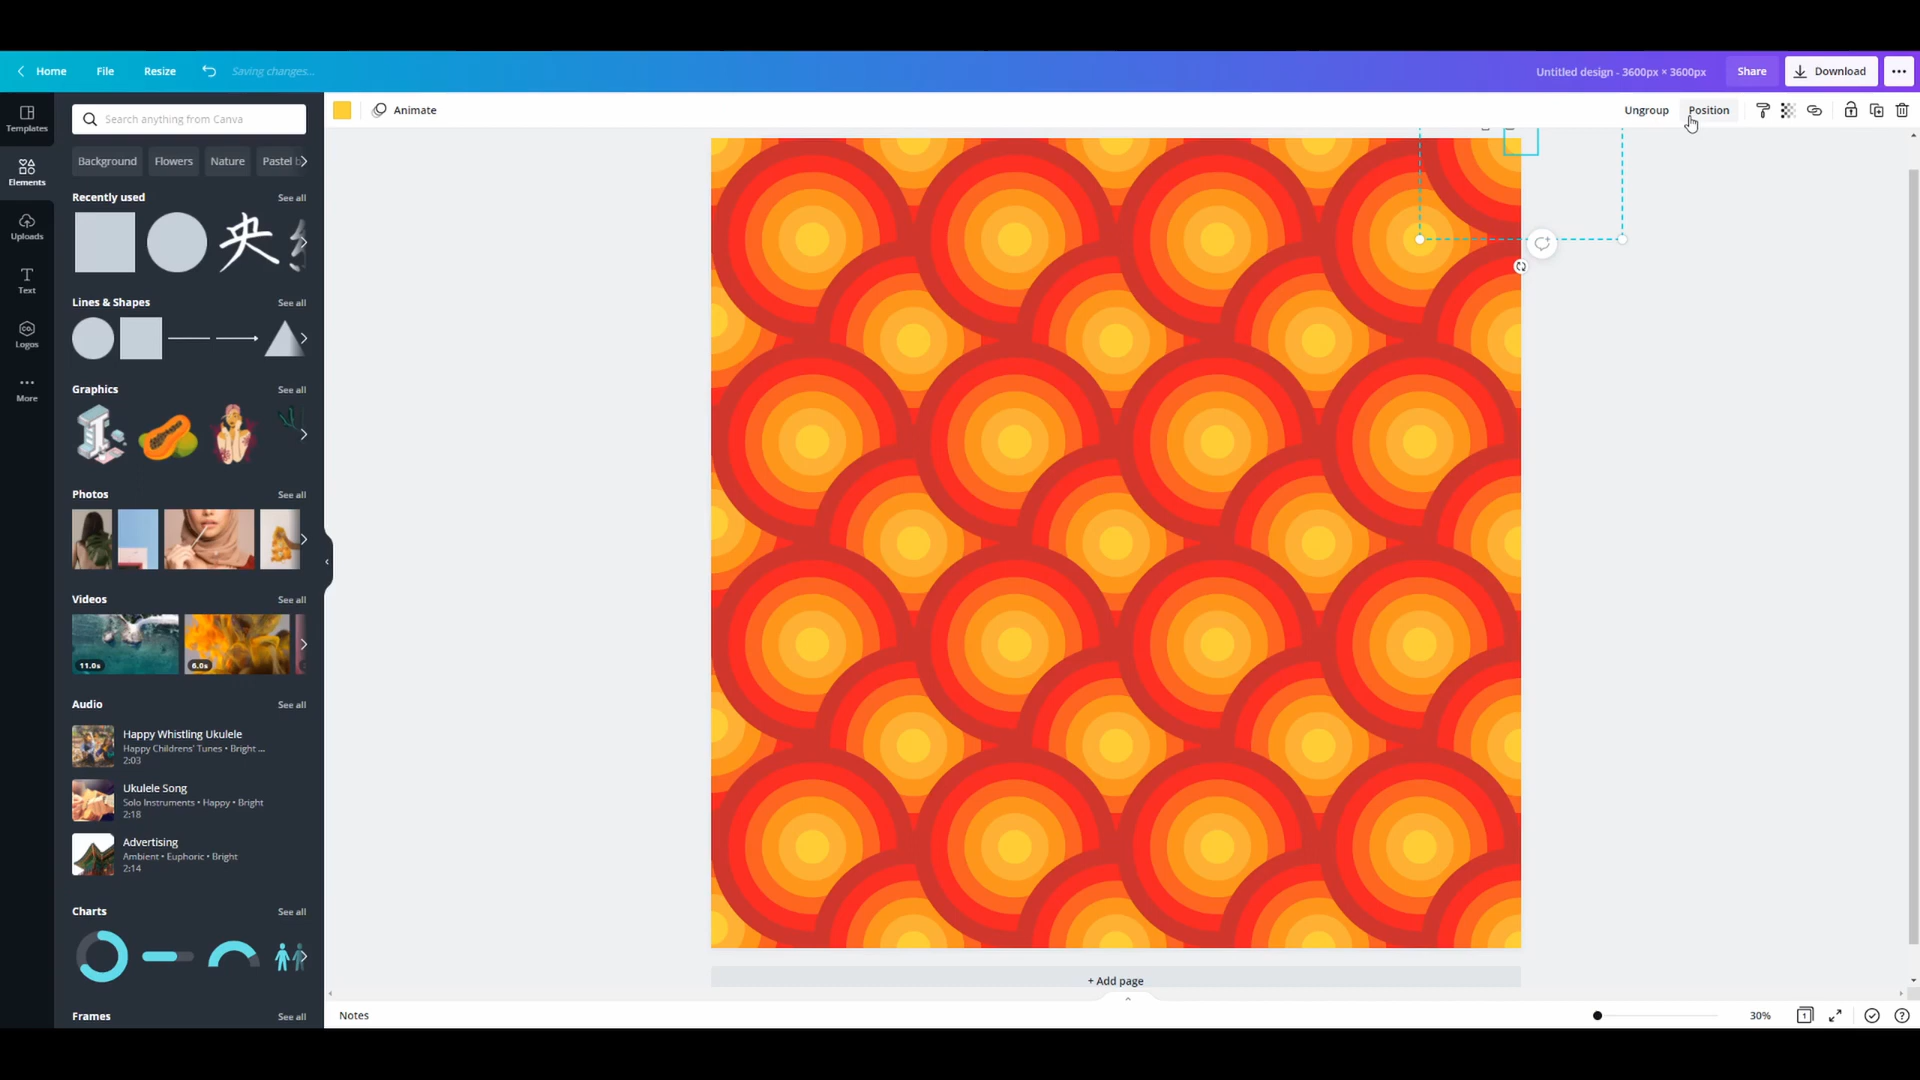 Home
File
Resize
Saving changes...
Untitled design - 3600px × 3600px
Share
Download
Templates
Elements
Uploads
Text
CO.
Logos
More
Search anything from Canva
Background
Flowers
Nature
Pastel b
Animate
Ungroup
Position
Recently used
See all
央
Lines & Shapes
See all
Graphics
See all
Photos
See all
Videos
See all
11.0s
6.0s
Audio
See all
Happy Whistling Ukulele
Happy Childrens' Tunes • Bright ...
2:03
Ukulele Song
Solo Instruments • Happy • Bright
2:18
Advertising
Ambient • Euphoric • Bright
2:14
Charts
See all
Frames
See all
+ Add page
Notes
30%
1
?